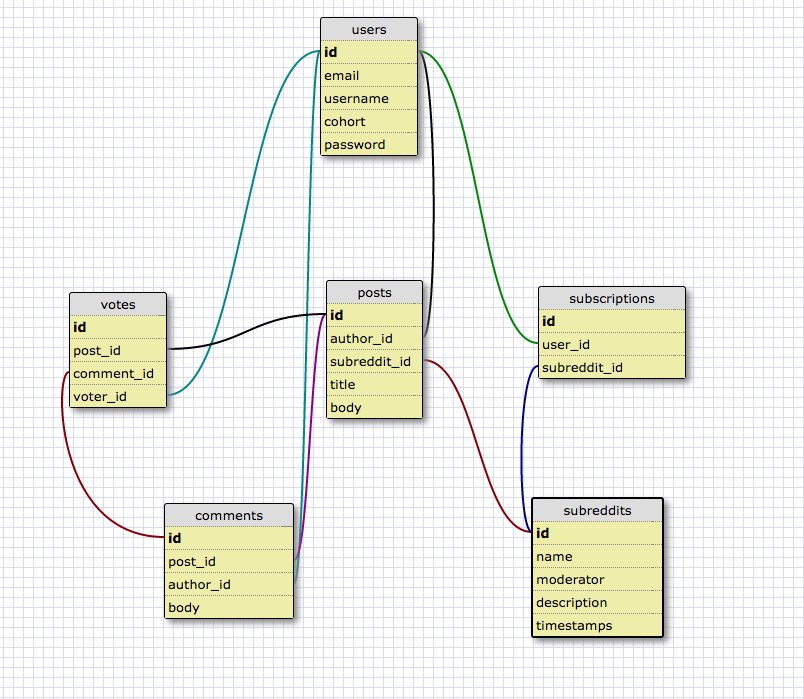 users
id
email
username
cohort
password
votes
id
post_id
comment_id
voter_id
posts
id
author_id
subreddit_id
title
body
subscriptions
id
user_id
subreddit_id
comments
id
post_id
author_id
body
subreddits
id
name
moderator
description
timestamps